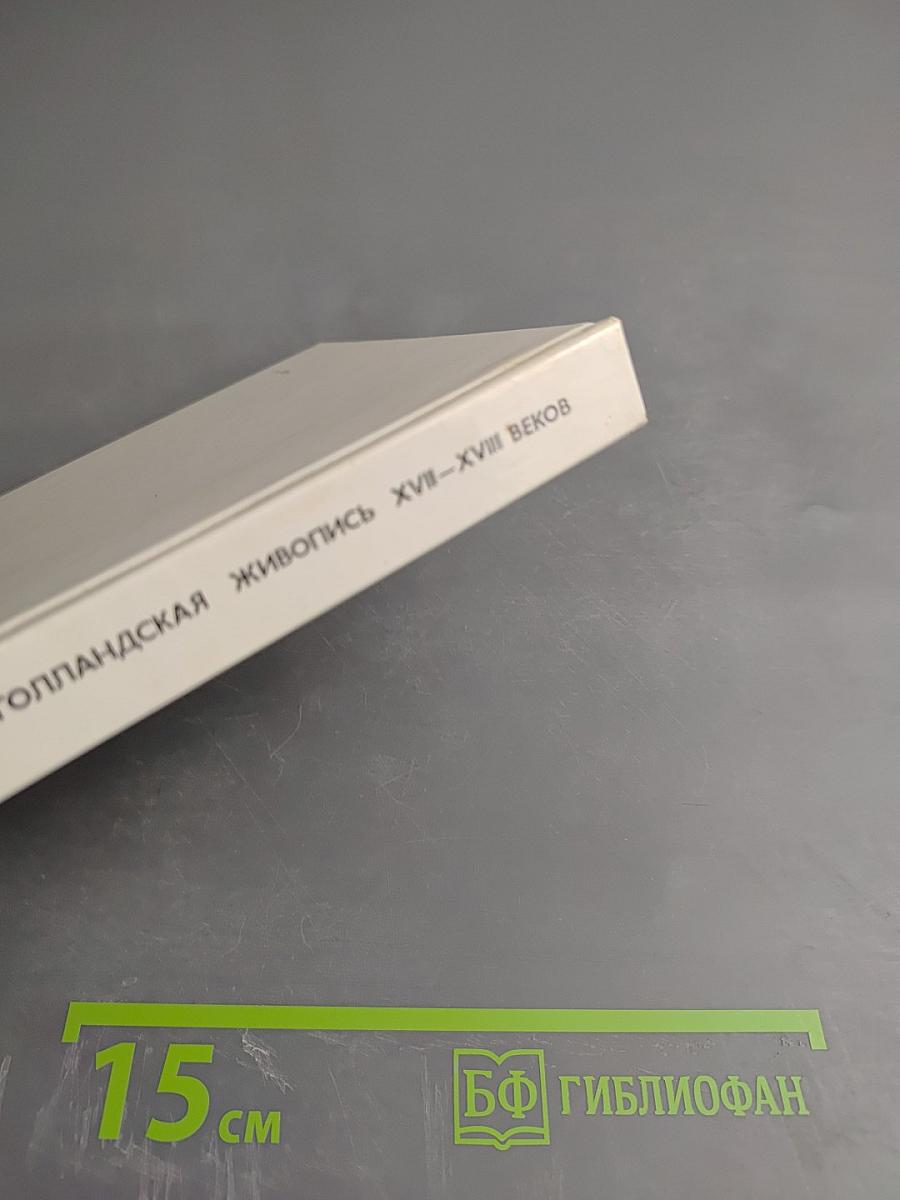 ГОЛЛАНДСКАЯ ЖИВОПИСЬ XVII—XVIII ВЕКОВ
15 см
БФ ГИБЛИОФАН